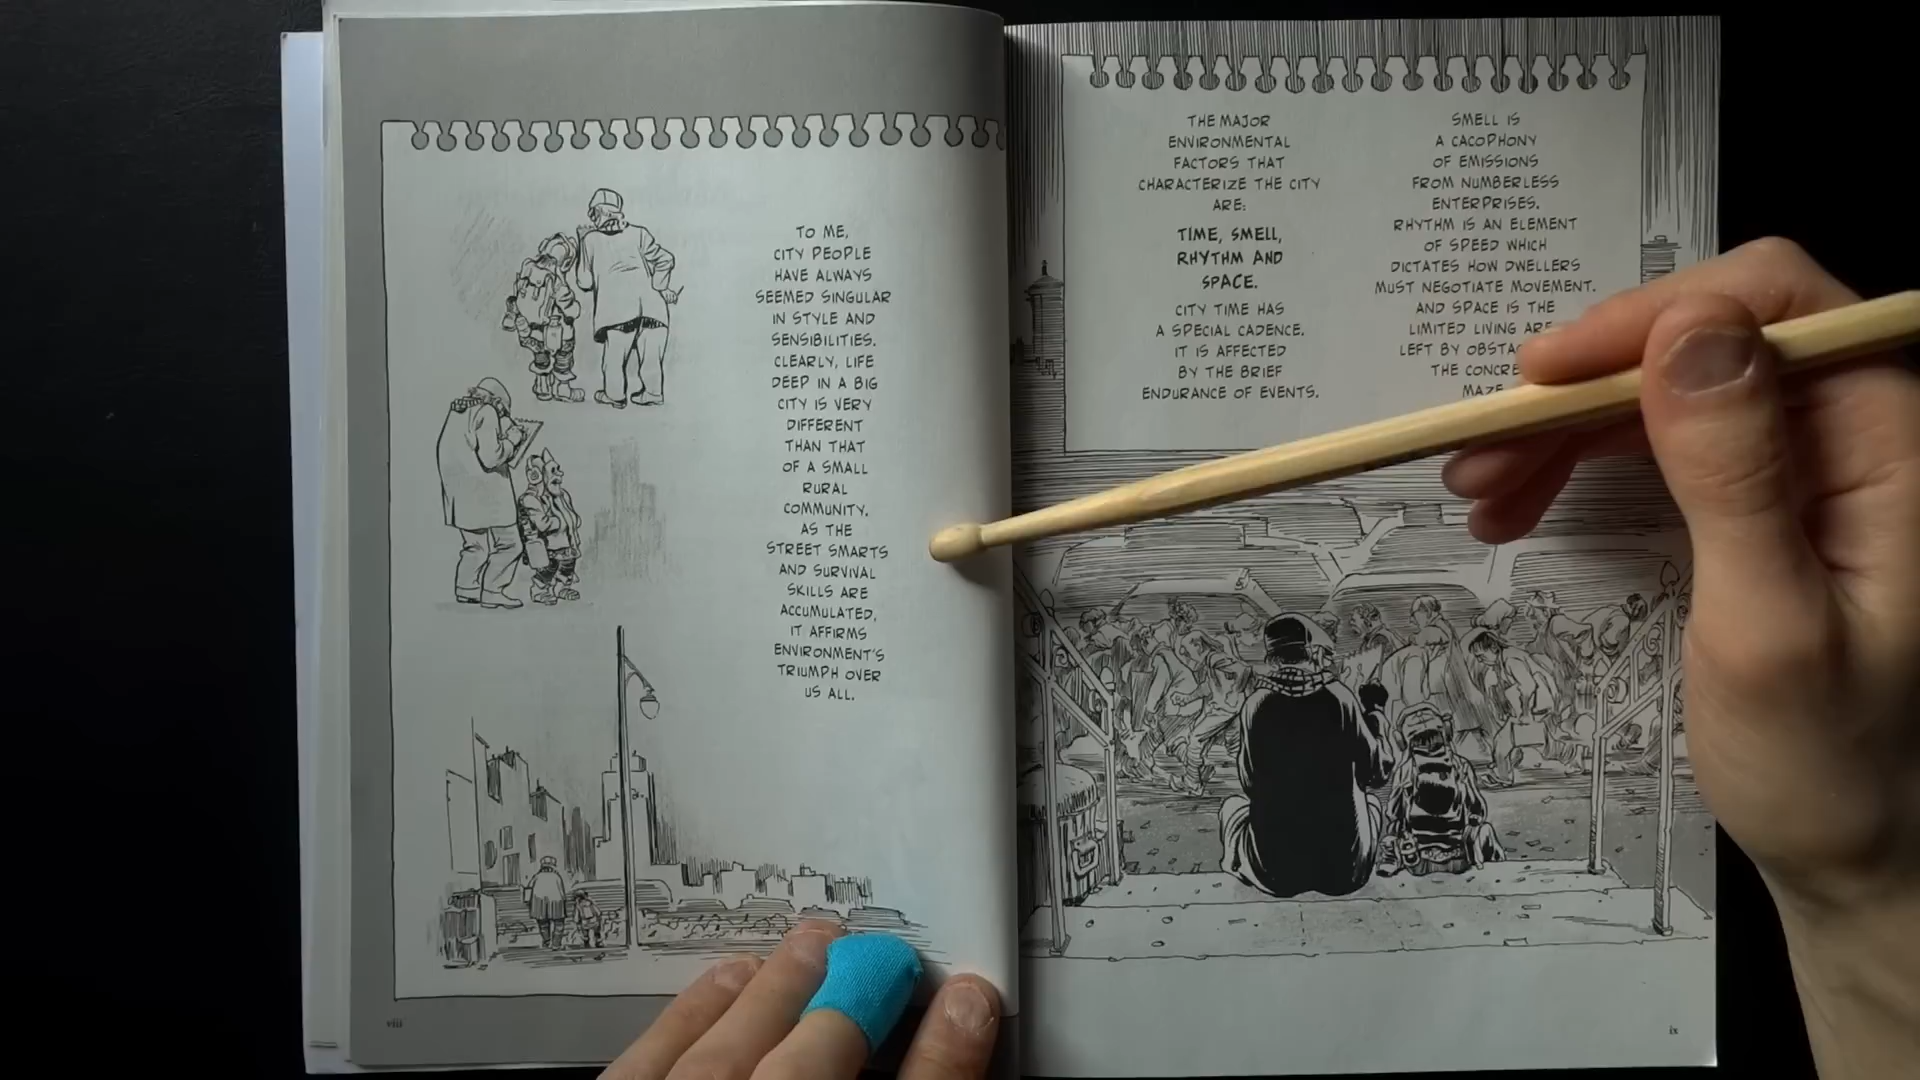 TO ME,
CITY PEOPLE
HAVE ALWAYS
SEEMED SINGULAR
IN STYLE AND
SENSIBILITIES.
CLEARLY, LIFE
DEEP IN A BIG
CITY IS VERY
DIFFERENT
THAN THAT
OF A SMALL
RURAL
COMMUNITY.
AS THE
STREET SMARTS
AND SURVIVAL
SKILLS ARE
ACCUMULATED,
IT AFFIRMS
ENVIRONMENT'S
TRIUMPH OVER
US ALL.
viii
THE MAJOR
ENVIRONMENTAL
FACTORS THAT
CHARACTERIZE THE CITY
ARE:
TIME, SMELL,
RHYTHM AND
SPACE.
CITY TIME HAS
A SPECIAL CADENCE.
IT IS AFFECTED
BY THE BRIEF
ENDURANCE OF EVENTS.
SMELL IS
A CACOPHONY
OF EMISSIONS
FROM NUMBERLESS
ENTERPRISES.
RHYTHM IS AN ELEMENT
OF SPEED WHICH
DICTATES HOW DWELLERS
MUST NEGOTIATE MOVEMENT.
AND SPACE IS THE
LIMITED LIVING
LEFT BY
THE
MAZE
ix